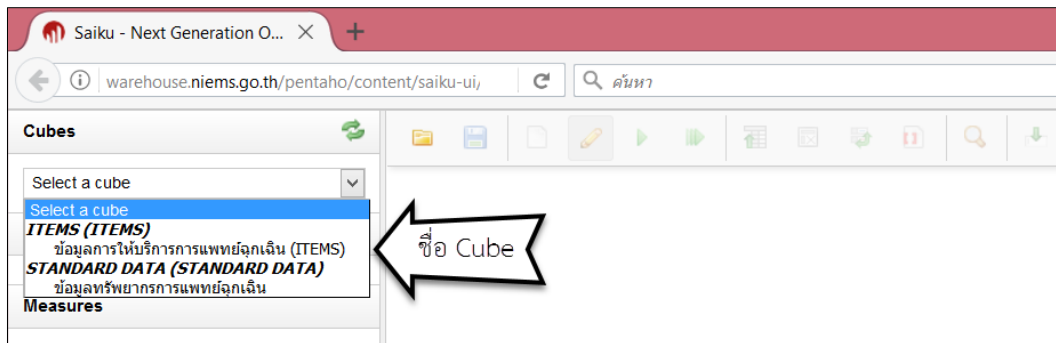 Saiku - Next Generation O...
warehouse.niems.go.th/pentaho/content/saiku-ui/
ค้นหา
Cubes
Select a cube
Select a cube
ITEMS (ITEMS)
ข้อมูลการให้บริการการแพทย์ฉุกเฉิน (ITEMS)
STANDARD DATA (STANDARD DATA)
ข้อมูลทรัพยากรการแพทย์ฉุกเฉิน
ชื่อ Cube
Measures